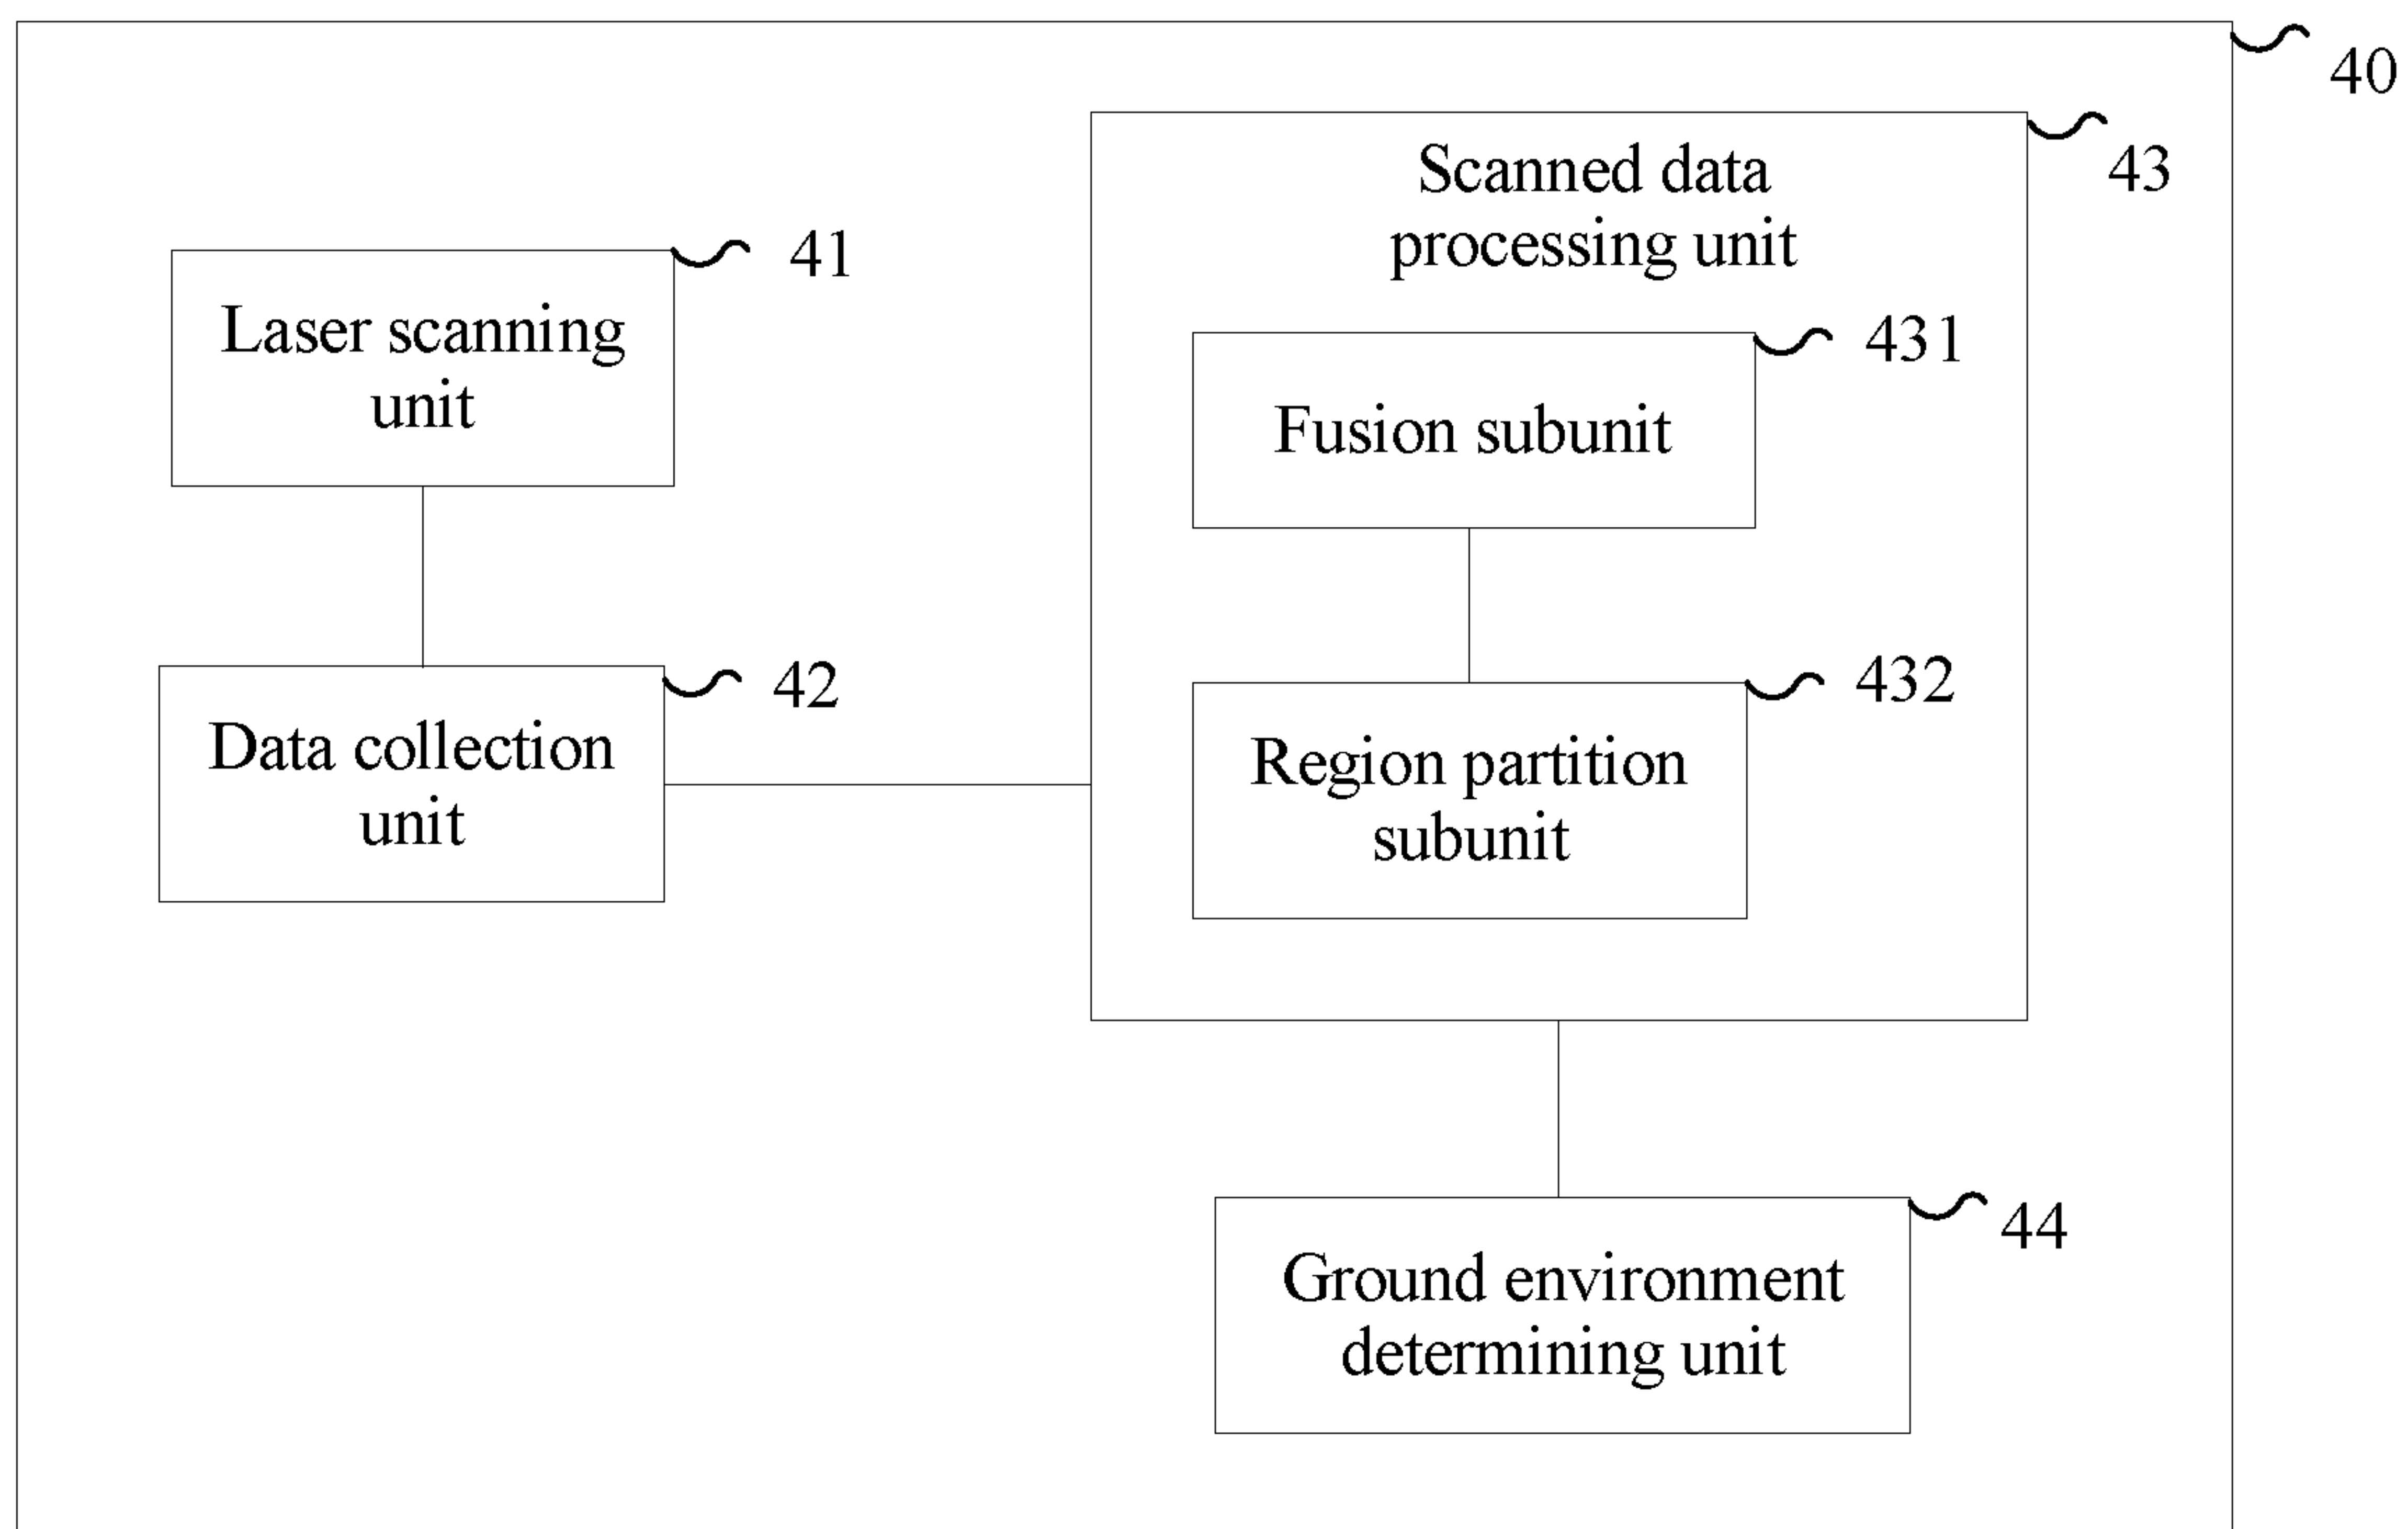 40
41
Laser scanning
unit
42
Data collection
unit
43
Scanned data
processing unit
431
Fusion subunit
432
Region partition
subunit
44
Ground environment
determining unit